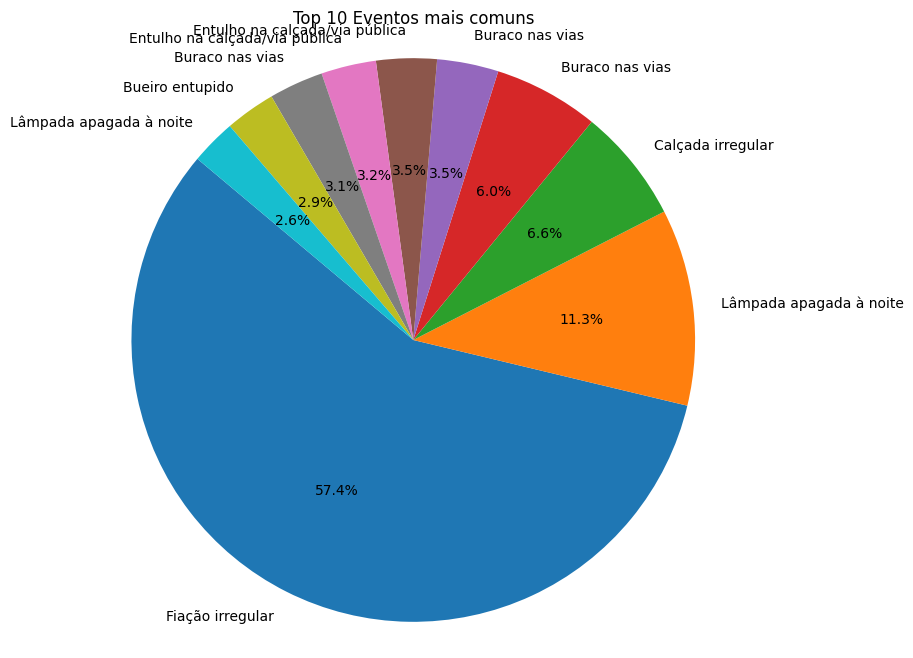 Top 10 Eventos mais comuns
Entulho na calçada/via pública
Entulho na calçada/via pública
Buraco nas vias
Buraco nas vias
Buraco nas vias
Bueiro entupido
Lâmpada apagada à noite
Calçada irregular
Lâmpada apagada à noite
Fiação irregular
3.5%
3.5%
3.2%
3.1%
2.9%
2.6%
6.0%
6.6%
11.3%
57.4%